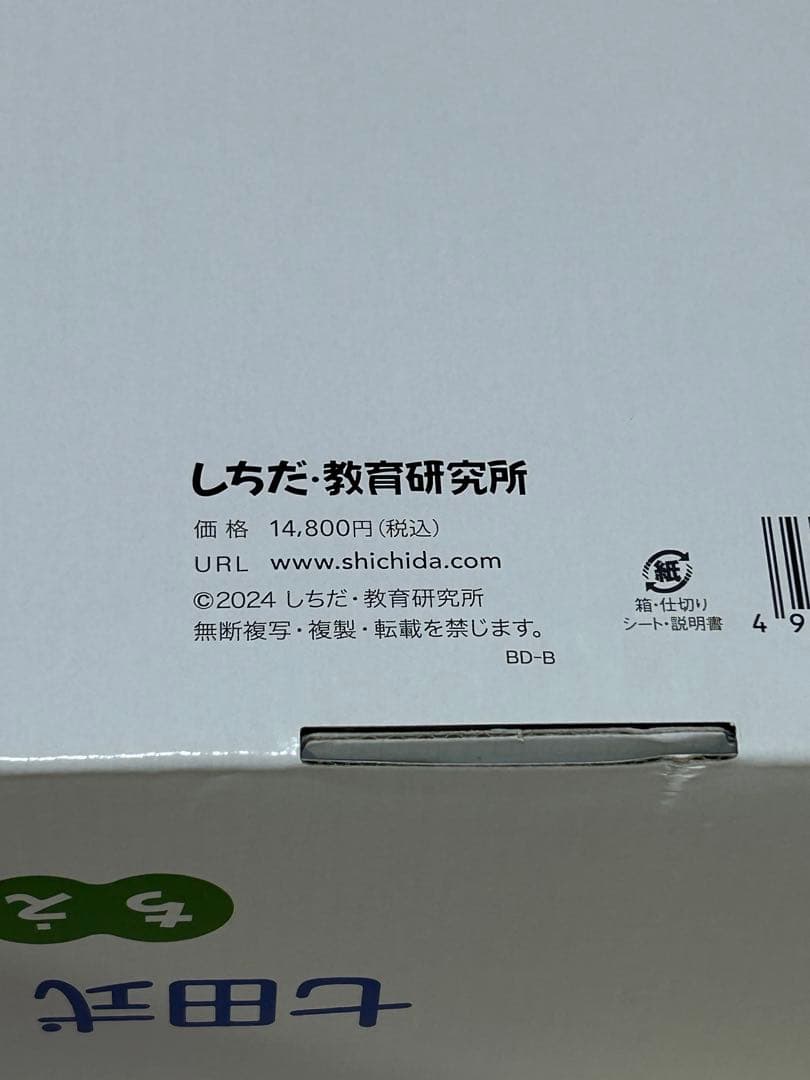 しちだ・教育研究所
価格 14,800円(税込)
URL www.shichida.com
©2024 しちだ・教育研究所
無断複写・複製・転載を禁じます。
BD-B
紙
箱・仕切り
シート・説明書
49
ちえ
七田式